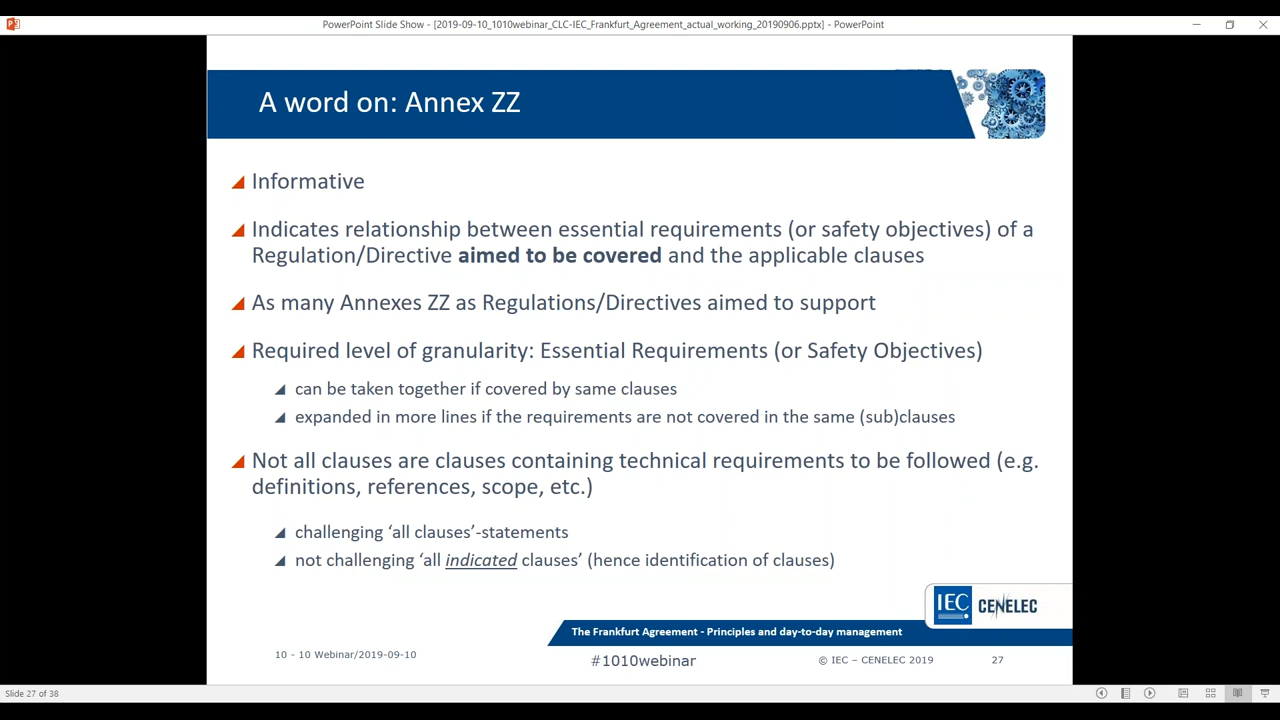 PowerPoint Slide Show - [2019-09-10_1010webinar_CLC-IEC_Frankfurt_Agreement_actual_working_20190906.pptx] - PowerPoint
A word on: Annex ZZ
Informative
Indicates relationship between essential requirements (or safety objectives) of a
Regulation/Directive aimed to be covered and the applicable clauses
As many Annexes ZZ as Regulations/Directives aimed to support
Required level of granularity: Essential Requirements (or Safety Objectives)
can be taken together if covered by same clauses
expanded in more lines if the requirements are not covered in the same (sub)clauses
Not all clauses are clauses containing technical requirements to be followed (e.g.
definitions, references, scope, etc.)
challenging ‘all clauses’-statements
not challenging ‘all indicated clauses’ (hence identification of clauses)
IEC CENELEC
The Frankfurt Agreement - Principles and day-to-day management
10 - 10 Webinar/2019-09-10
#1010webinar
© IEC – CENELEC 2019
27
Slide 27 of 38